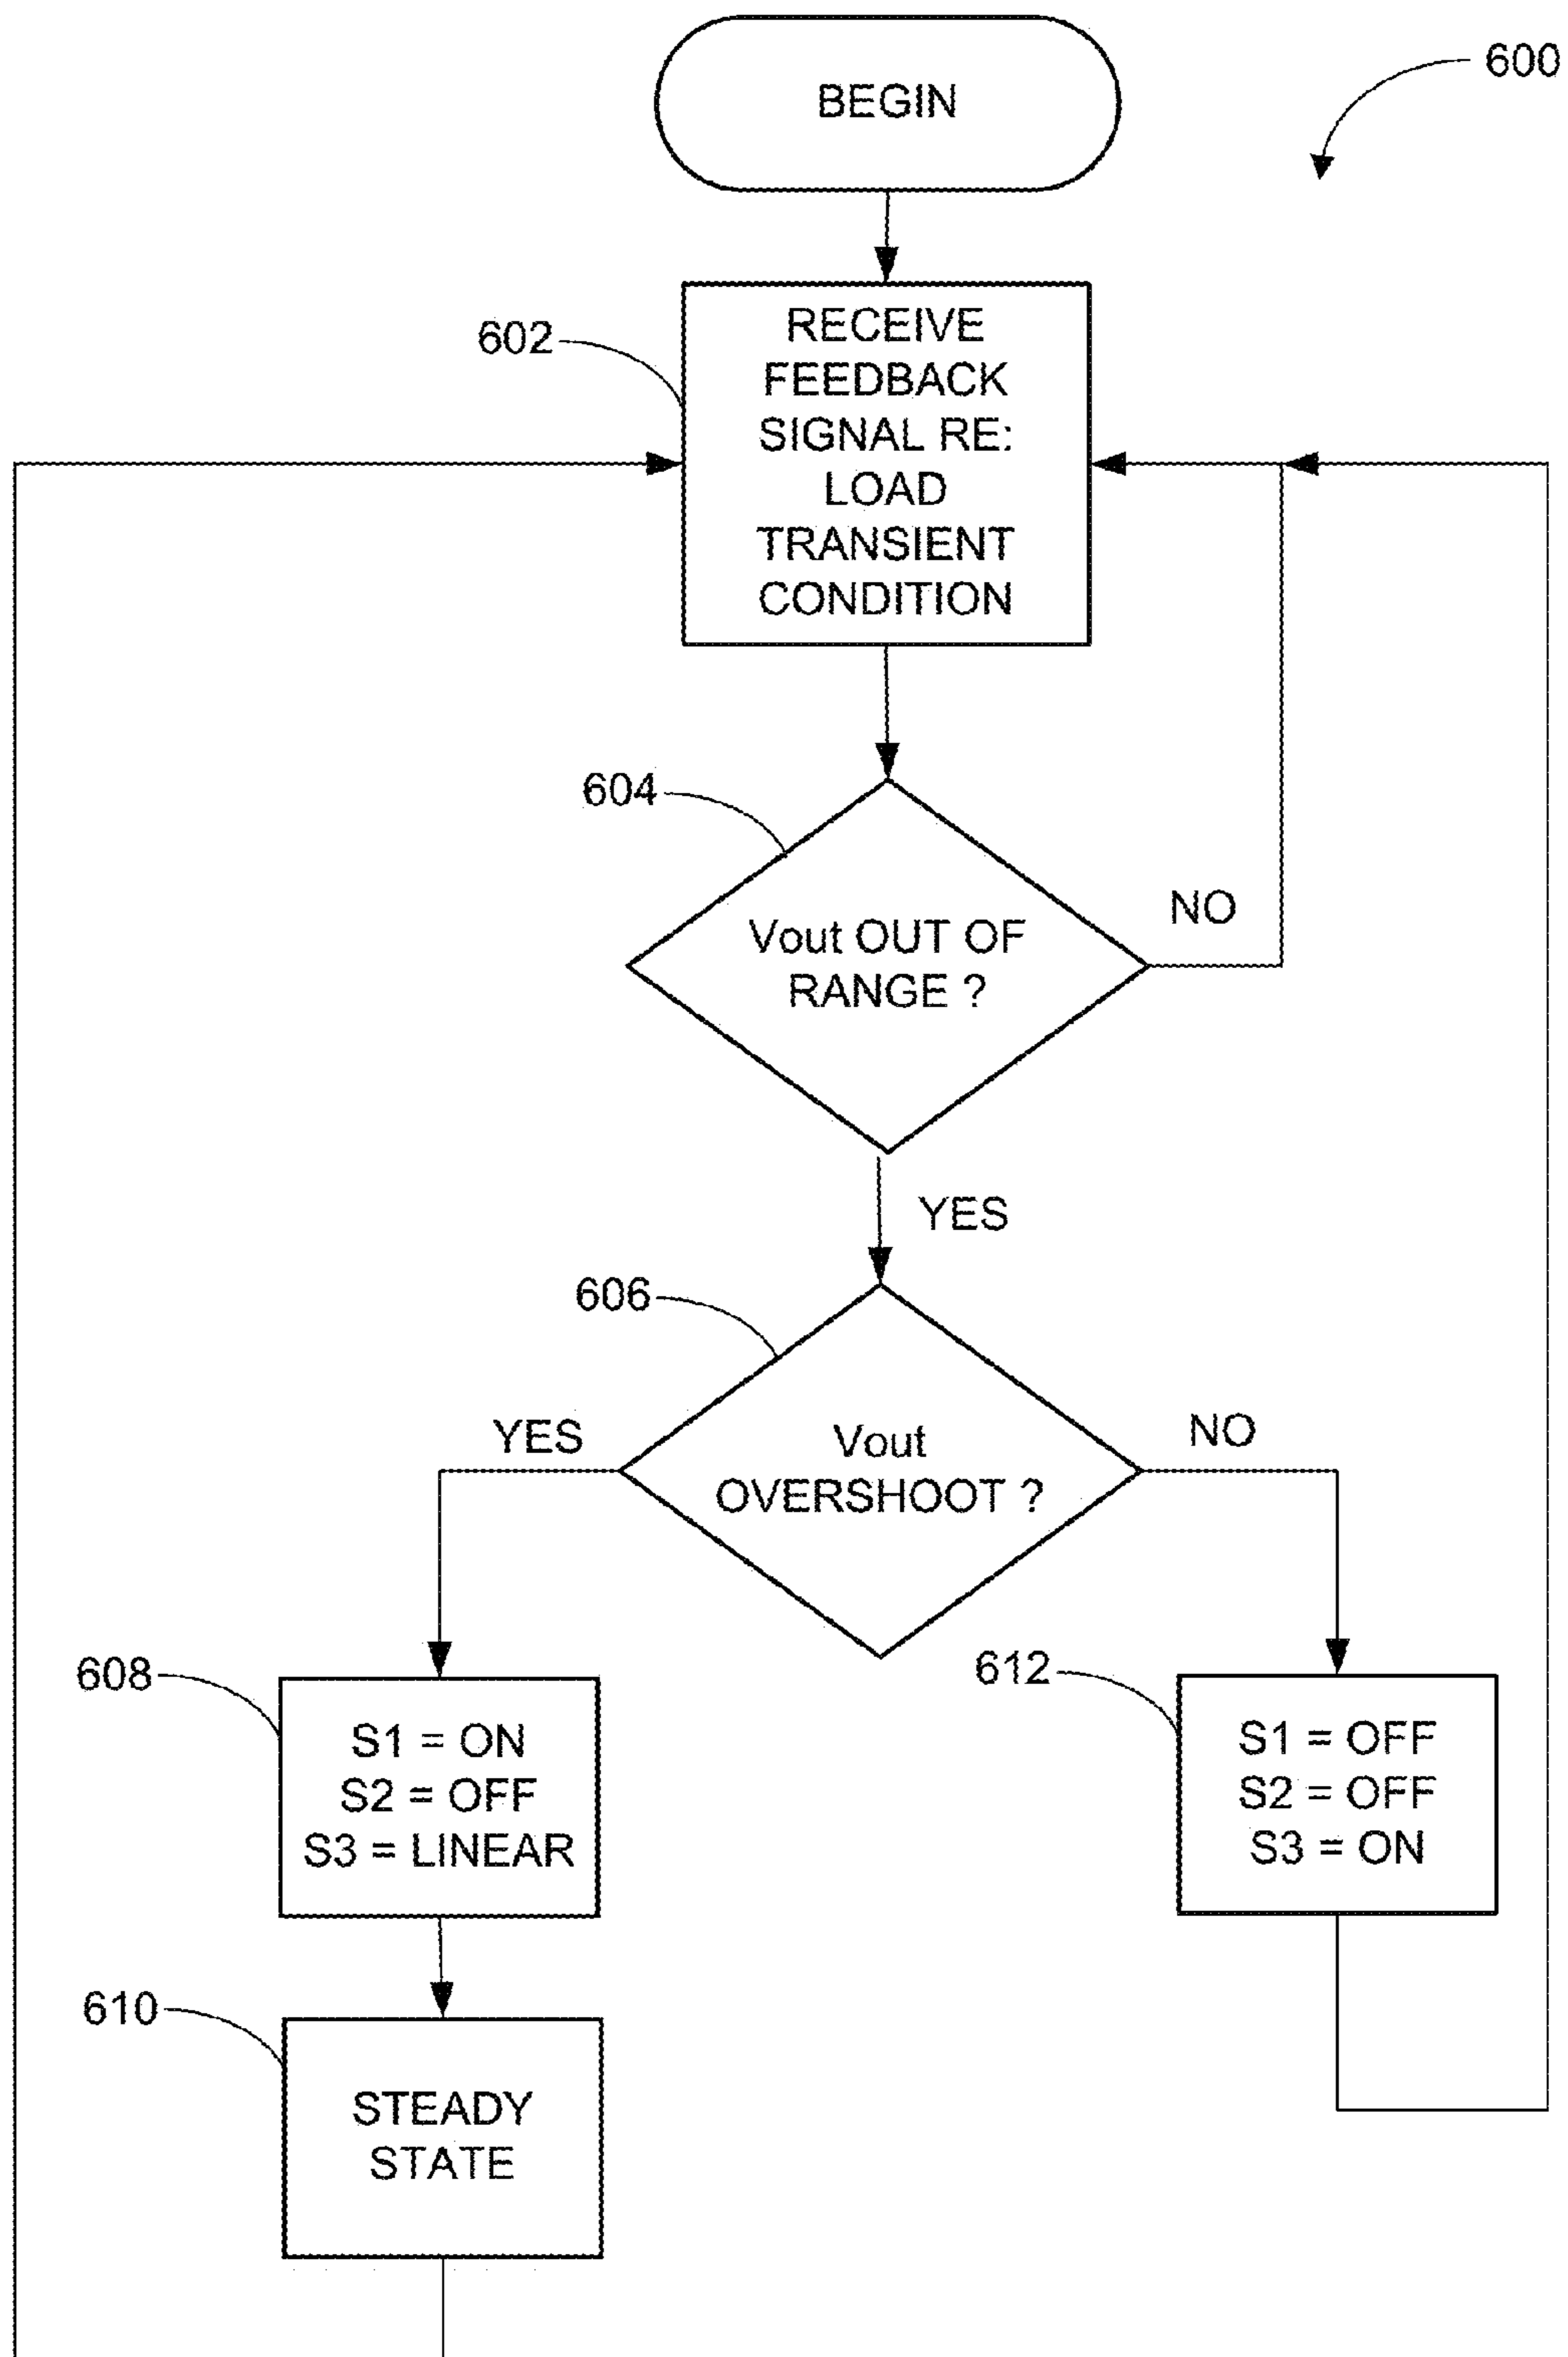 BEGIN
600
602
RECEIVE
FEEDBACK
SIGNAL RE:
LOAD
TRANSIENT
CONDITION
604
Vout OUT OF
RANGE ?
NO
YES
606
Vout
OVERSHOOT ?
YES
NO
608
S1 = ON
S2 = OFF
S3 = LINEAR
612
S1 = OFF
S2 = OFF
S3 = ON
610
STEADY
STATE